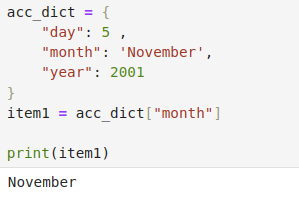 acc_dict = {
    "day": 5 ,
    "month": 'November',
    "year": 2001
}
item1 = acc_dict["month"]
print(item1)
November